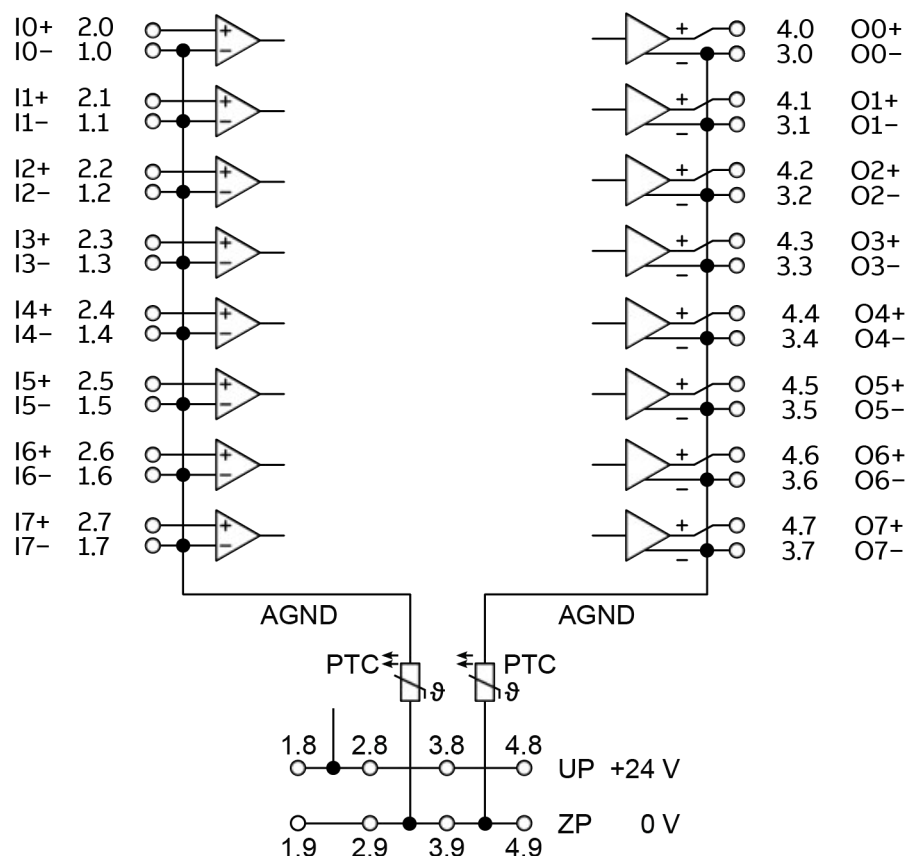 I0+ 2.0 + 4.0 O0+
I0− 1.0 − − 3.0 O0−
I1+ 2.1 + + 4.1 O1+
I1− 1.1 − − 3.1 O1−
I2+ 2.2 + + 4.2 O2+
I2− 1.2 − − 3.2 O2−
I3+ 2.3 + + 4.3 O3+
I3− 1.3 − − 3.3 O3−
I4+ 2.4 + + 4.4 O4+
I4− 1.4 − − 3.4 O4−
I5+ 2.5 + + 4.5 O5+
I5− 1.5 − − 3.5 O5−
I6+ 2.6 + + 4.6 O6+
I6− 1.6 − − 3.6 O6−
I7+ 2.7 + + 4.7 O7+
I7− 1.7 − − 3.7 O7−
AGND AGND
PTC ϑ PTC ϑ
1.8 2.8 3.8 4.8
UP +24 V
ZP 0 V
1.9 2.9 3.9 4.9